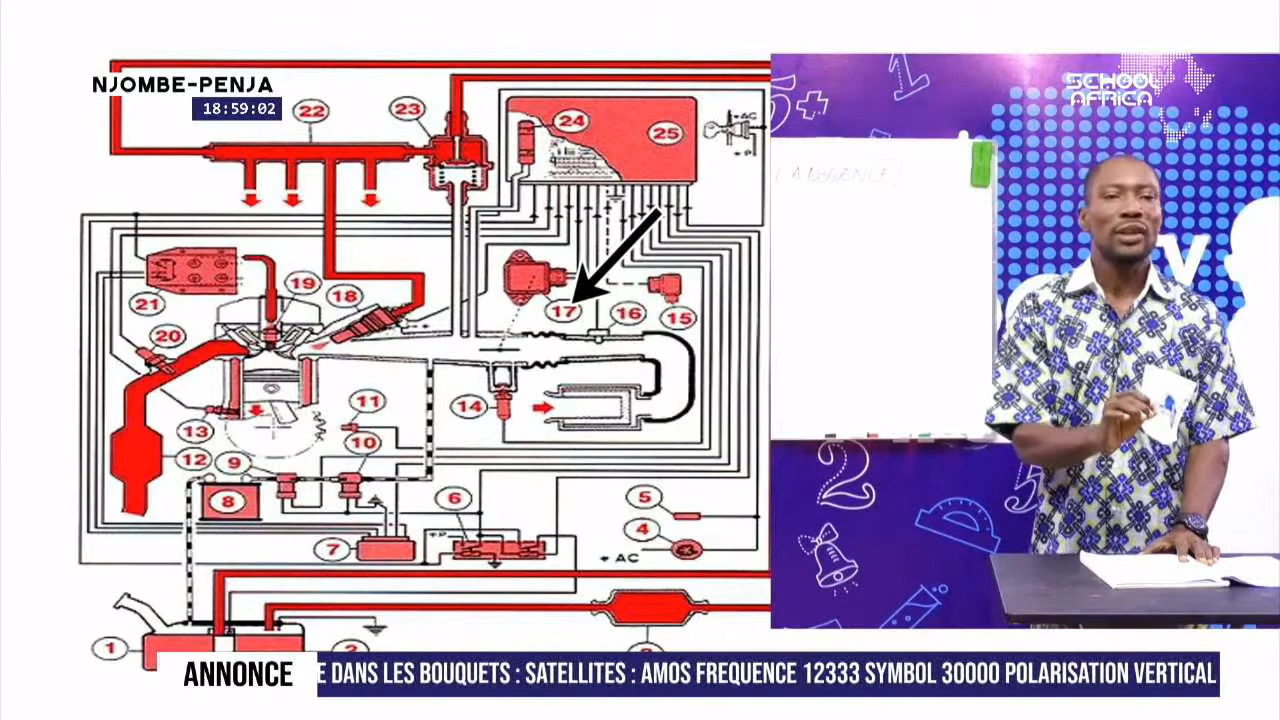 NJOMBE-PENJA
18:59:02
SCHOOL
AFRICA
22
23
24
25
+AC
+P
21
19
18
17
16
15
20
14
13
12
11
10
9
8
7
6
5
4
+P
+ AC
1
ANNONCE
E DANS LES BOUQUETS : SATELLITES : AMOS FREQUENCE 12333 SYMBOL 30000 POLARISATION VERTICAL